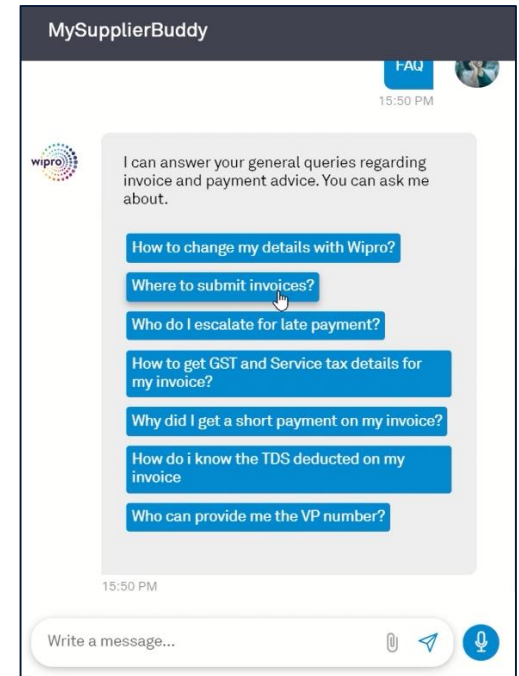 MySupplierBuddy
FAQ
15:50 PM
wipro
I can answer your general queries regarding
invoice and payment advice. You can ask me
about.
How to change my details with Wipro?
Where to submit invoices?
Who do I escalate for late payment?
How to get GST and Service tax details for
my invoice?
Why did I get a short payment on my invoice?
How do i know the TDS deducted on my
invoice
Who can provide me the VP number?
15:50 PM
Write a message...